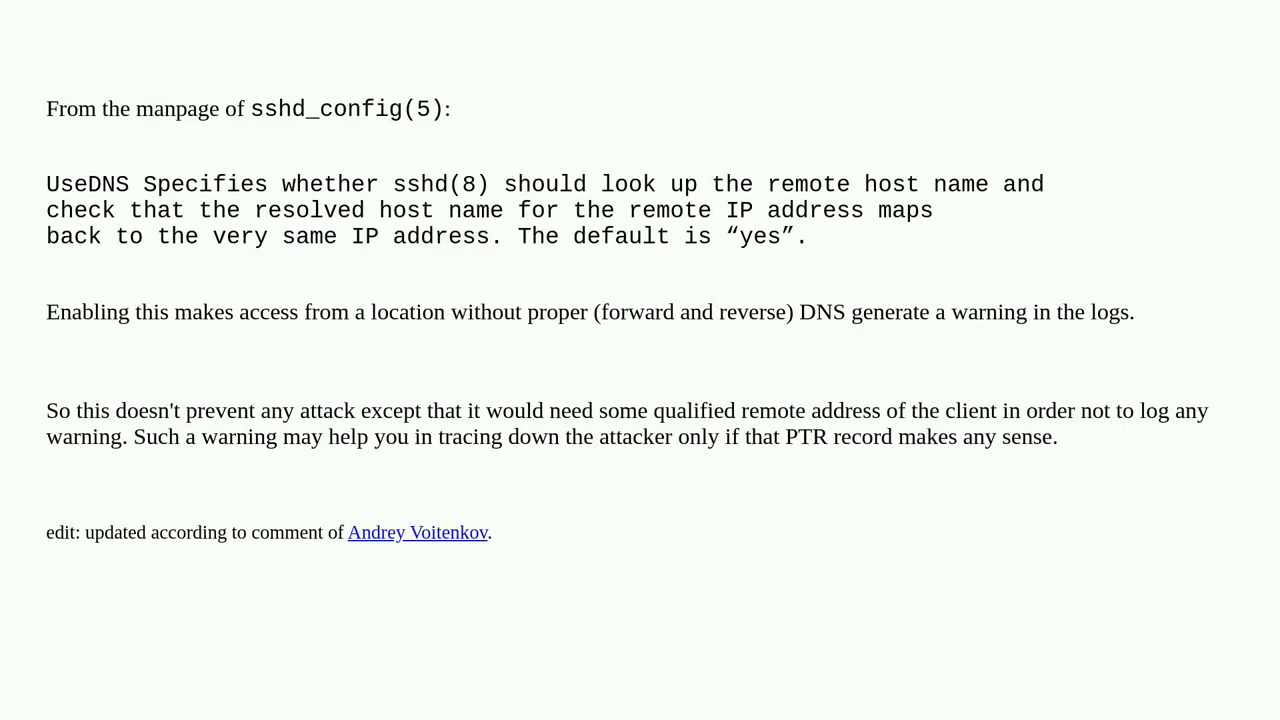 From the manpage of sshd_config(5):
UseDNS Specifies whether sshd(8) should look up the remote host name and
check that the resolved host name for the remote IP address maps
back to the very same IP address. The default is “yes”.
Enabling this makes access from a location without proper (forward and reverse) DNS generate a warning in the logs.
So this doesn't prevent any attack except that it would need some qualified remote address of the client in order not to log any
warning. Such a warning may help you in tracing down the attacker only if that PTR record makes any sense.
edit: updated according to comment of Andrey Voitenkov.